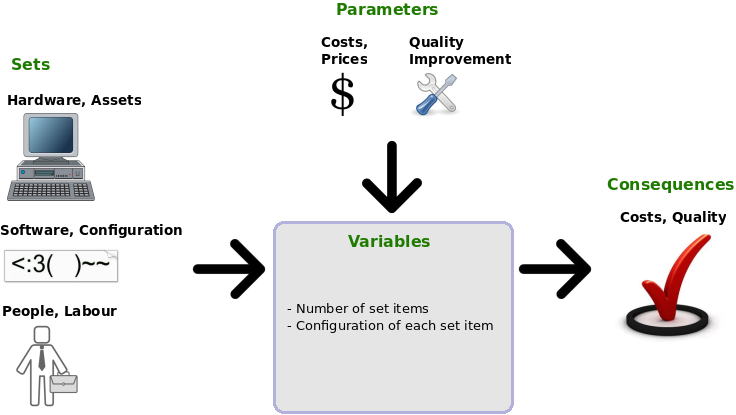 Parameters
Costs,
Prices
Quality
Improvement
$
Sets
Hardware, Assets
Software, Configuration
<:3(   )~~
People, Labour
Variables
- Number of set items
- Configuration of each set item
Consequences
Costs, Quality